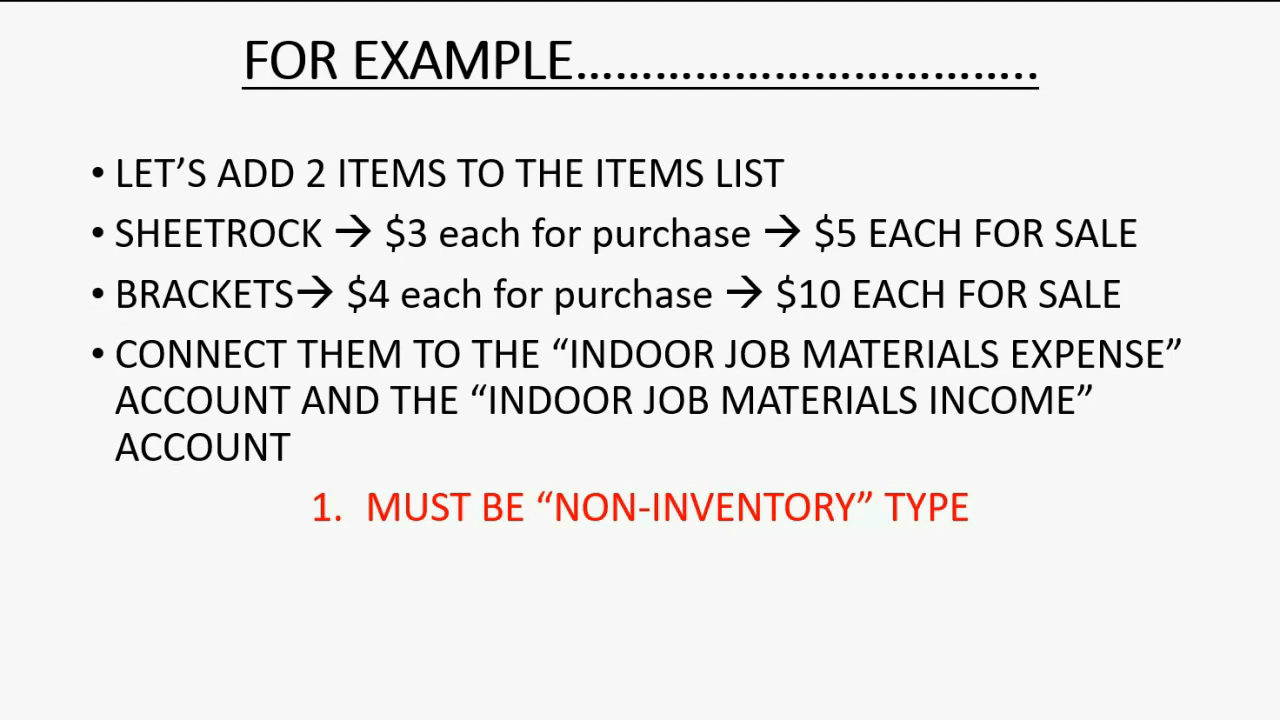 FOR EXAMPLE…………………………………..
• LET’S ADD 2 ITEMS TO THE ITEMS LIST
• SHEETROCK → $3 each for purchase → $5 EACH FOR SALE
• BRACKETS→ $4 each for purchase → $10 EACH FOR SALE
• CONNECT THEM TO THE “INDOOR JOB MATERIALS EXPENSE”
ACCOUNT AND THE “INDOOR JOB MATERIALS INCOME”
ACCOUNT
1. MUST BE “NON-INVENTORY” TYPE